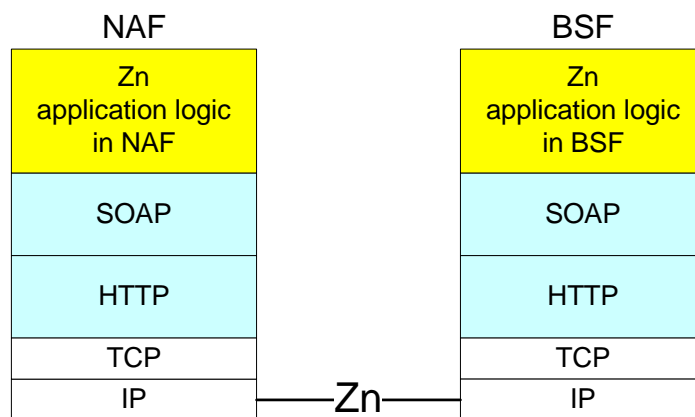 NAF
BSF
Zn
application logic
in NAF
Zn
application logic
in BSF
SOAP
SOAP
HTTP
HTTP
TCP
TCP
IP
Zn
IP